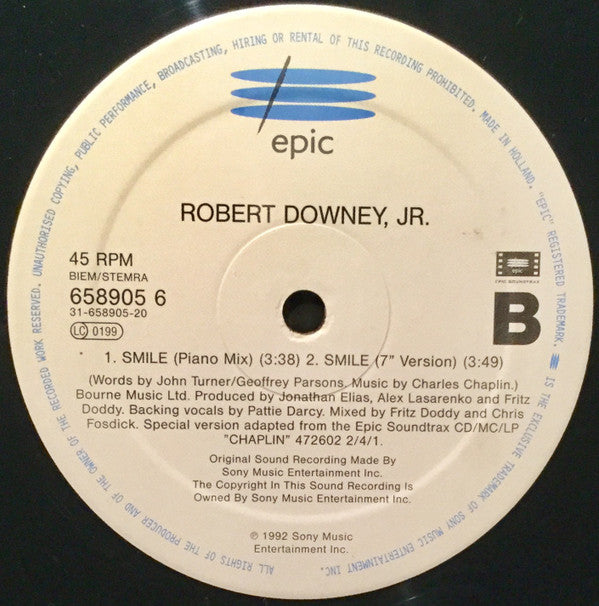 ALL RIGHTS OF THE PRODUCER AND OF THE OWNER OF THE RECORDED WORK RESERVED. UNAUTHORISED COPYING, PUBLIC PERFORMANCE, BROADCASTING, HIRING OR RENTAL OF THIS RECORDING PROHIBITED. MADE IN HOLLAND. "EPIC" REGISTERED TRADEMARK. IS THE EXCLUSIVE TRADEMARK OF SONY MUSIC ENTERTAINMENT INC.
epic
ROBERT DOWNEY, JR.
45 RPM
BIEM/STEMRA
658905 6
31-658905-20
LC 0199
epic
EPIC SOUNDTRAX
B
1. SMILE (Piano Mix) (3:38) 2. SMILE (7" Version) (3:49)
(Words by John Turner/Geoffrey Parsons. Music by Charles Chaplin.)
Bourne Music Ltd. Produced by Jonathan Elias, Alex Lasarenko and Fritz
Doddy. Backing vocals by Pattie Darcy. Mixed by Fritz Doddy and Chris
Fosdick. Special version adapted from the Epic Soundtrax CD/MC/LP
"CHAPLIN" 472602 2/4/1.
Original Sound Recording Made By
Sony Music Entertainment Inc.
The Copyright In This Sound Recording Is
Owned By Sony Music Entertainment Inc.
℗ 1992 Sony Music
Entertainment Inc.